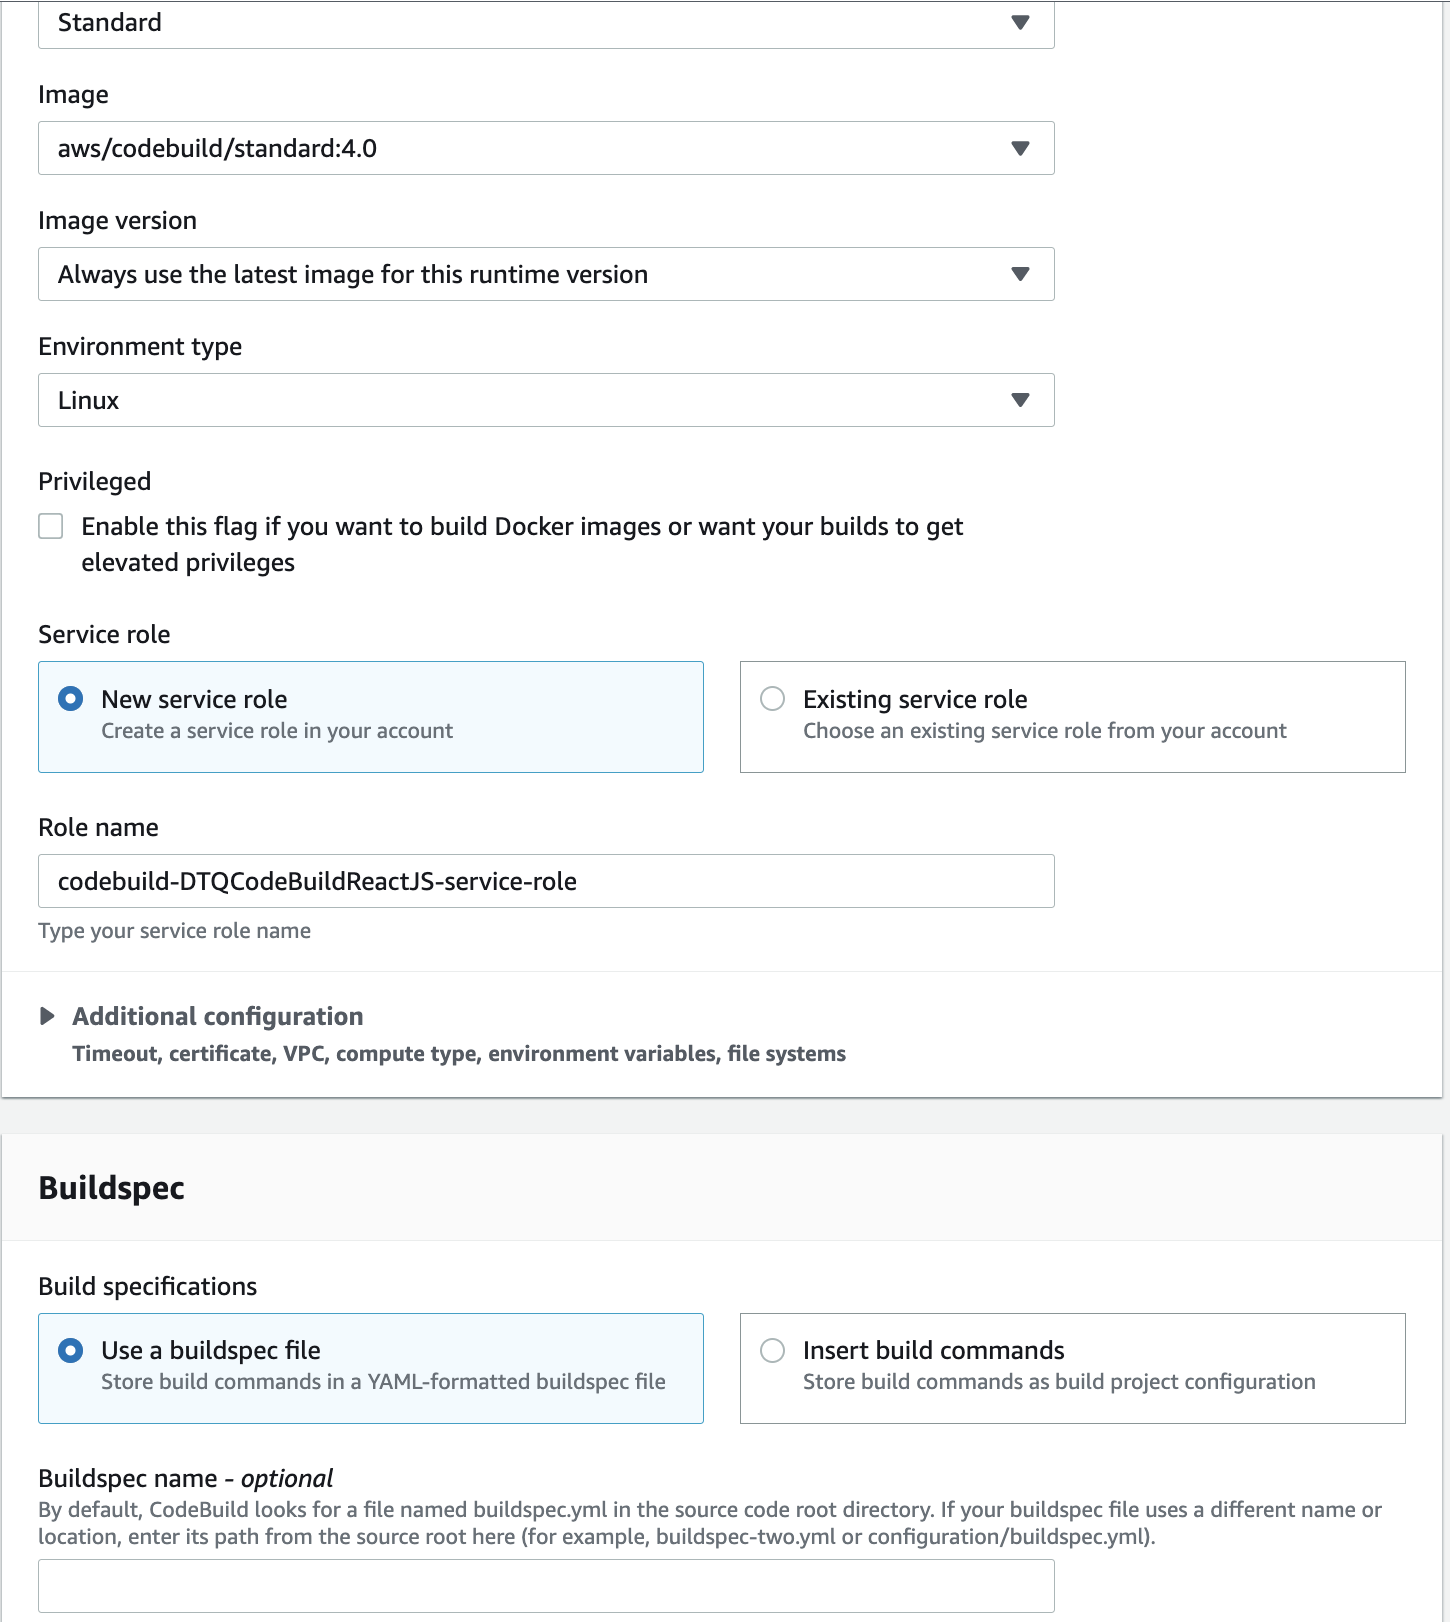 Standard
Image
aws/codebuild/standard:4.0
Image version
Always use the latest image for this runtime version
Environment type
Linux
Privileged
Enable this flag if you want to build Docker images or want your builds to get
elevated privileges
Service role
New service role
Create a service role in your account
Existing service role
Choose an existing service role from your account
Role name
codebuild-DTQCodeBuildReactJS-service-role
Type your service role name
Additional configuration
Timeout, certificate, VPC, compute type, environment variables, file systems
Buildspec
Build specifications
Use a buildspec file
Store build commands in a YAML-formatted buildspec file
Insert build commands
Store build commands as build project configuration
Buildspec name - optional
By default, CodeBuild looks for a file named buildspec.yml in the source code root directory. If your buildspec file uses a different name or
location, enter its path from the source root here (for example, buildspec-two.yml or configuration/buildspec.yml).